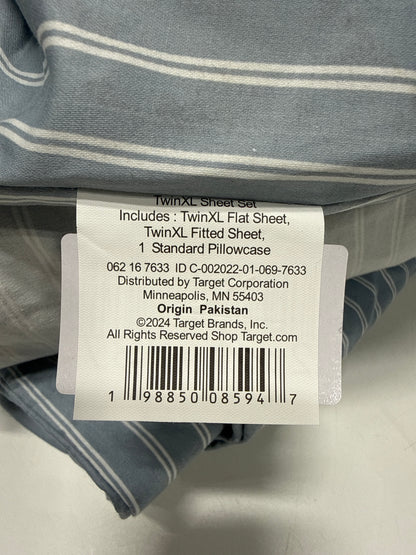 TwinXL Sheet Set
Includes : TwinXL Flat Sheet,
TwinXL Fitted Sheet,
1 Standard Pillowcase
062 16 7633 ID C-002022-01-069-7633
Distributed by Target Corporation
Minneapolis, MN 55403
Origin Pakistan
©2024 Target Brands, Inc.
All Rights Reserved Shop Target.com
1 98850 08594 7